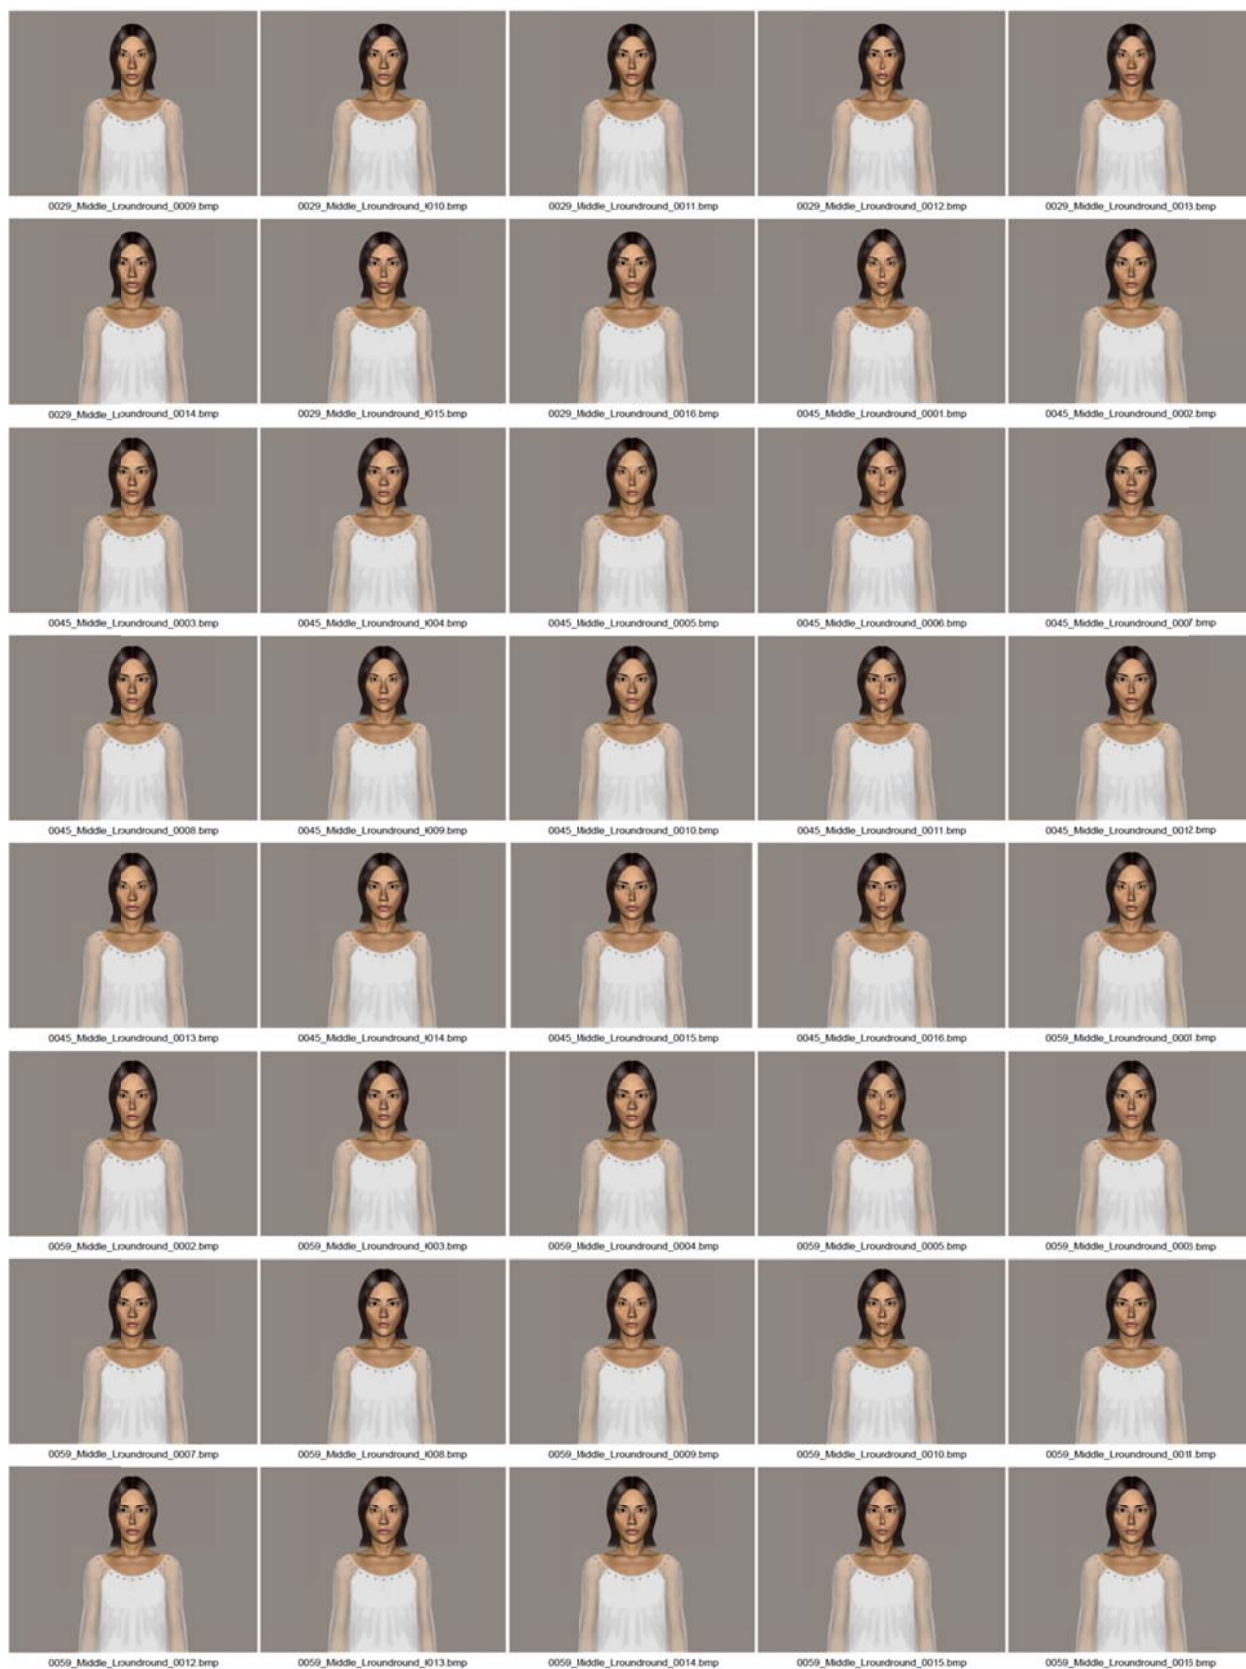 0029_Middle_Lroundround_0009.bmp 0029_Middle_Lroundround_0010.bmp 0029_Middle_Lroundround_0011.bmp 0029_Middle_Lroundround_0012.bmp 0029_Middle_Lroundround_0013.bmp
0029_Middle_Lroundround_0014.bmp 0029_Middle_Lroundround_0015.bmp 0029_Middle_Lroundround_0016.bmp 0045_Middle_Lroundround_0001.bmp 0045_Middle_Lroundround_0002.bmp
0045_Middle_Lroundround_0003.bmp 0045_Middle_Lroundround_0004.bmp 0045_Middle_Lroundround_0005.bmp 0045_Middle_Lroundround_0006.bmp 0045_Middle_Lroundround_0007.bmp
0045_Middle_Lroundround_0008.bmp 0045_Middle_Lroundround_0009.bmp 0045_Middle_Lroundround_0010.bmp 0045_Middle_Lroundround_0011.bmp 0045_Middle_Lroundround_0012.bmp
0045_Middle_Lroundround_0013.bmp 0045_Middle_Lroundround_0014.bmp 0045_Middle_Lroundround_0015.bmp 0045_Middle_Lroundround_0016.bmp 0059_Middle_Lroundround_0001.bmp
0059_Middle_Lroundround_0002.bmp 0059_Middle_Lroundround_0003.bmp 0059_Middle_Lroundround_0004.bmp 0059_Middle_Lroundround_0005.bmp 0059_Middle_Lroundround_0006.bmp
0059_Middle_Lroundround_0007.bmp 0059_Middle_Lroundround_0008.bmp 0059_Middle_Lroundround_0009.bmp 0059_Middle_Lroundround_0010.bmp 0059_Middle_Lroundround_0011.bmp
0059_Middle_Lroundround_0012.bmp 0059_Middle_Lroundround_0013.bmp 0059_Middle_Lroundround_0014.bmp 0059_Middle_Lroundround_0015.bmp 0059_Middle_Lroundround_0016.bmp